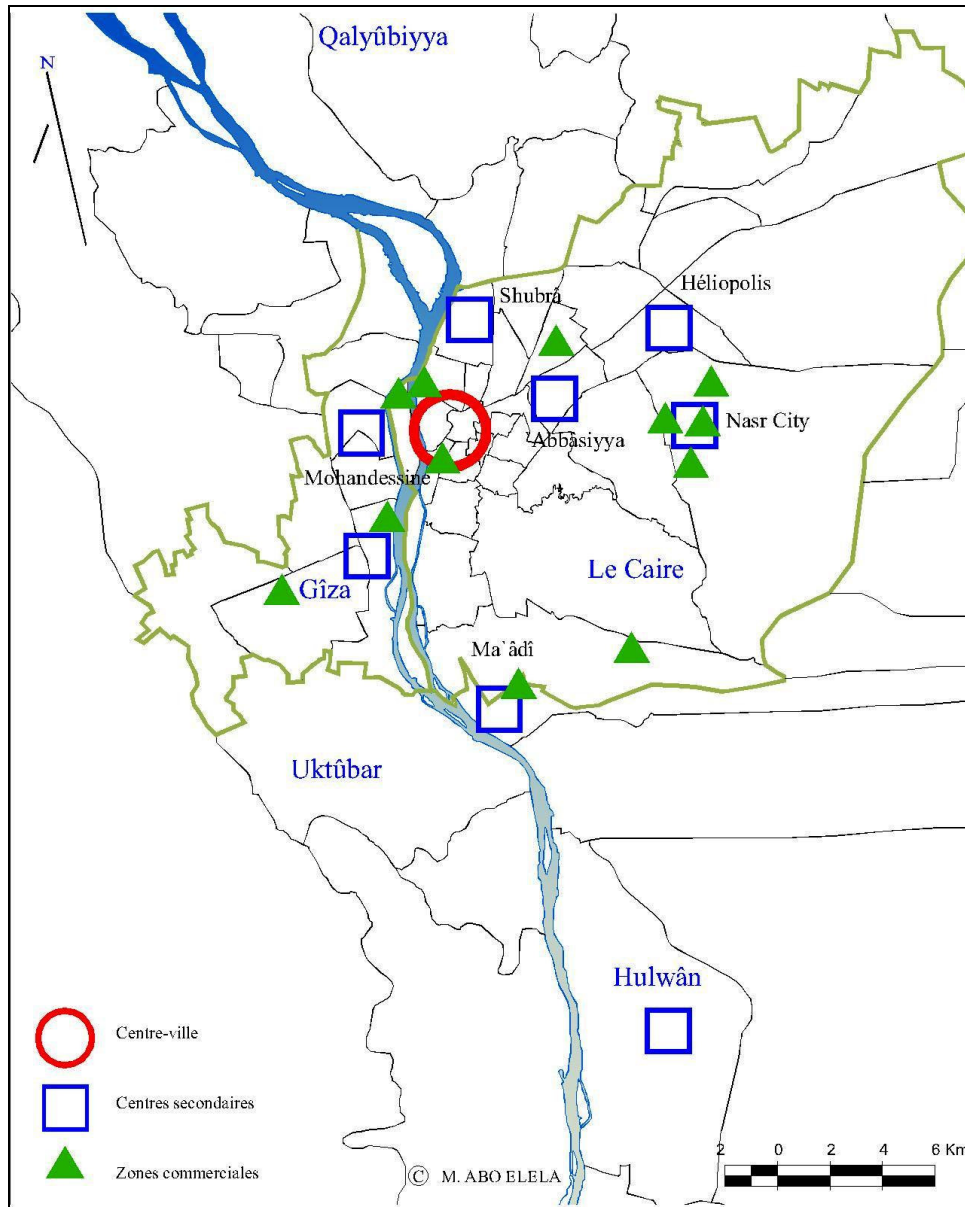 Qalyûbiyya
N
Héliopolis
Shubrâ
Nasr City
Abbâsiyya
Mohandessine
Le Caire
Gîza
Ma`âdî
Uktûbar
Hulwân
Centre-ville
Centres secondaires
Zones commerciales
© M. ABO ELELA
2 0 2 4 6 Km